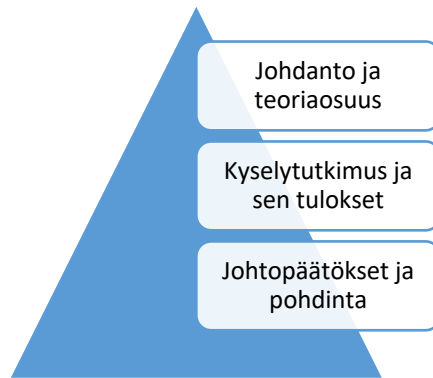 Johdanto ja
teoriaosuus
Kyselytutkimus ja
sen tulokset
Johtopäätökset ja
pohdinta